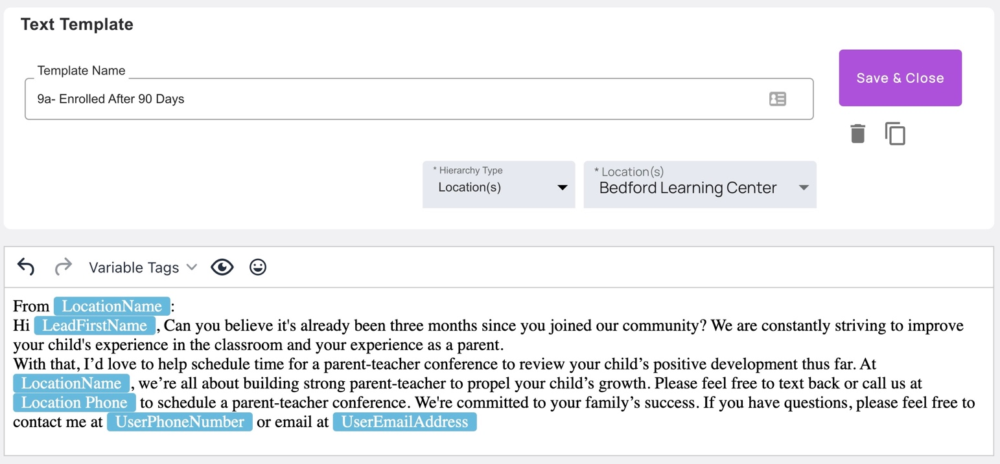 Text Template
Template Name
9a- Enrolled After 90 Days
Save & Close
* Hierarchy Type
Location(s)
* Location(s)
Bedford Learning Center
Variable Tags
From LocationName :
Hi LeadFirstName , Can you believe it's already been three months since you joined our community? We are constantly striving to improve
your child's experience in the classroom and your experience as a parent.
With that, I’d love to help schedule time for a parent-teacher conference to review your child’s positive development thus far. At
LocationName , we’re all about building strong parent-teacher to propel your child’s growth. Please feel free to text back or call us at
Location Phone to schedule a parent-teacher conference. We're committed to your family’s success. If you have questions, please feel free to
contact me at UserPhoneNumber or email at UserEmailAddress